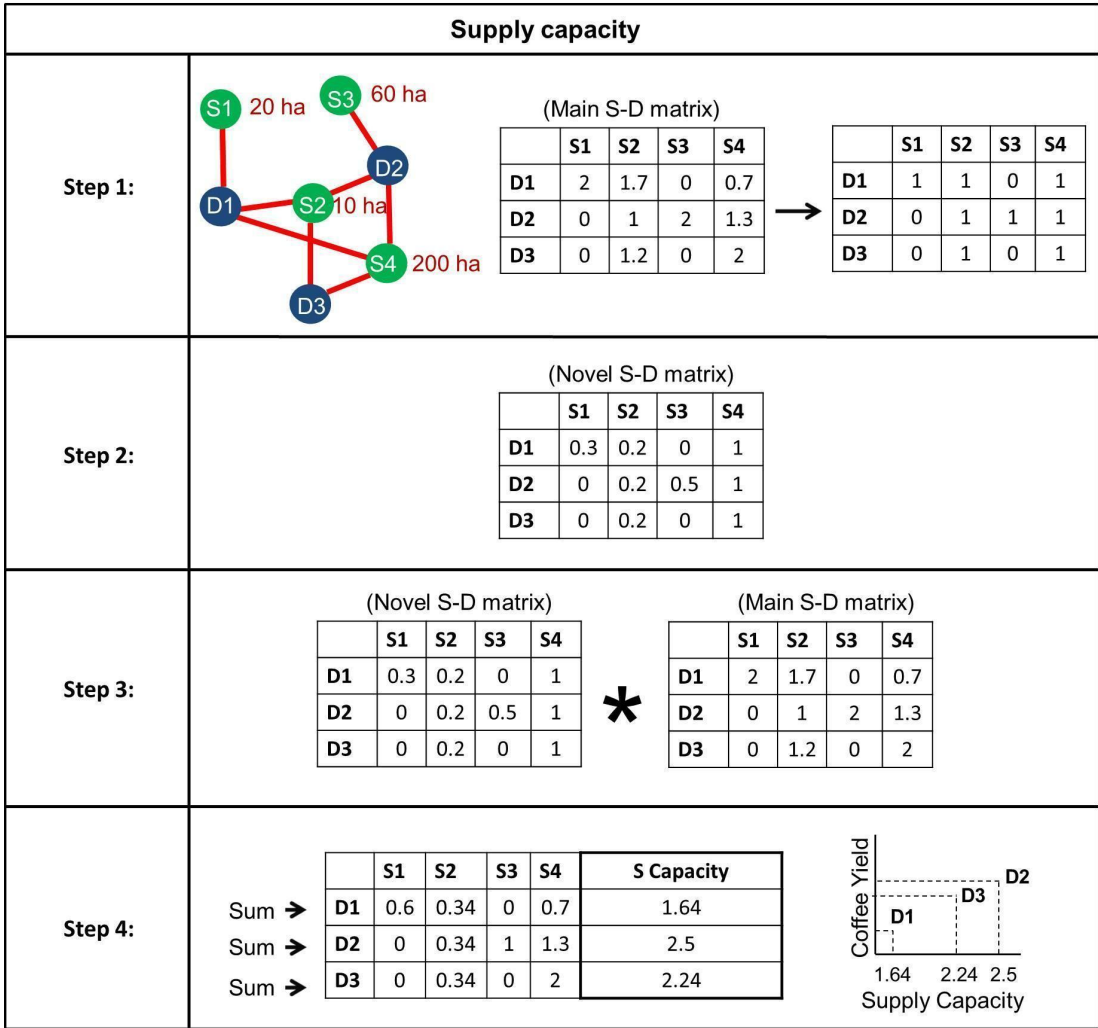 Supply capacity
Step 1:
S1 20 ha
S3 60 ha
D2
D1
S2 10 ha
S4 200 ha
D3
(Main S-D matrix)
S1 S2 S3 S4
D1 2 1.7 0 0.7
D2 0 1 2 1.3
D3 0 1.2 0 2
S1 S2 S3 S4
D1 1 1 0 1
D2 0 1 1 1
D3 0 1 0 1
Step 2:
(Novel S-D matrix)
S1 S2 S3 S4
D1 0.3 0.2 0 1
D2 0 0.2 0.5 1
D3 0 0.2 0 1
Step 3:
(Novel S-D matrix)
S1 S2 S3 S4
D1 0.3 0.2 0 1
D2 0 0.2 0.5 1
D3 0 0.2 0 1
*
(Main S-D matrix)
S1 S2 S3 S4
D1 2 1.7 0 0.7
D2 0 1 2 1.3
D3 0 1.2 0 2
Step 4:
S1 S2 S3 S4 S Capacity
Sum D1 0.6 0.34 0 0.7 1.64
Sum D2 0 0.34 1 1.3 2.5
Sum D3 0 0.34 0 2 2.24
Coffee Yield
D2
D3
D1
1.64 2.24 2.5
Supply Capacity